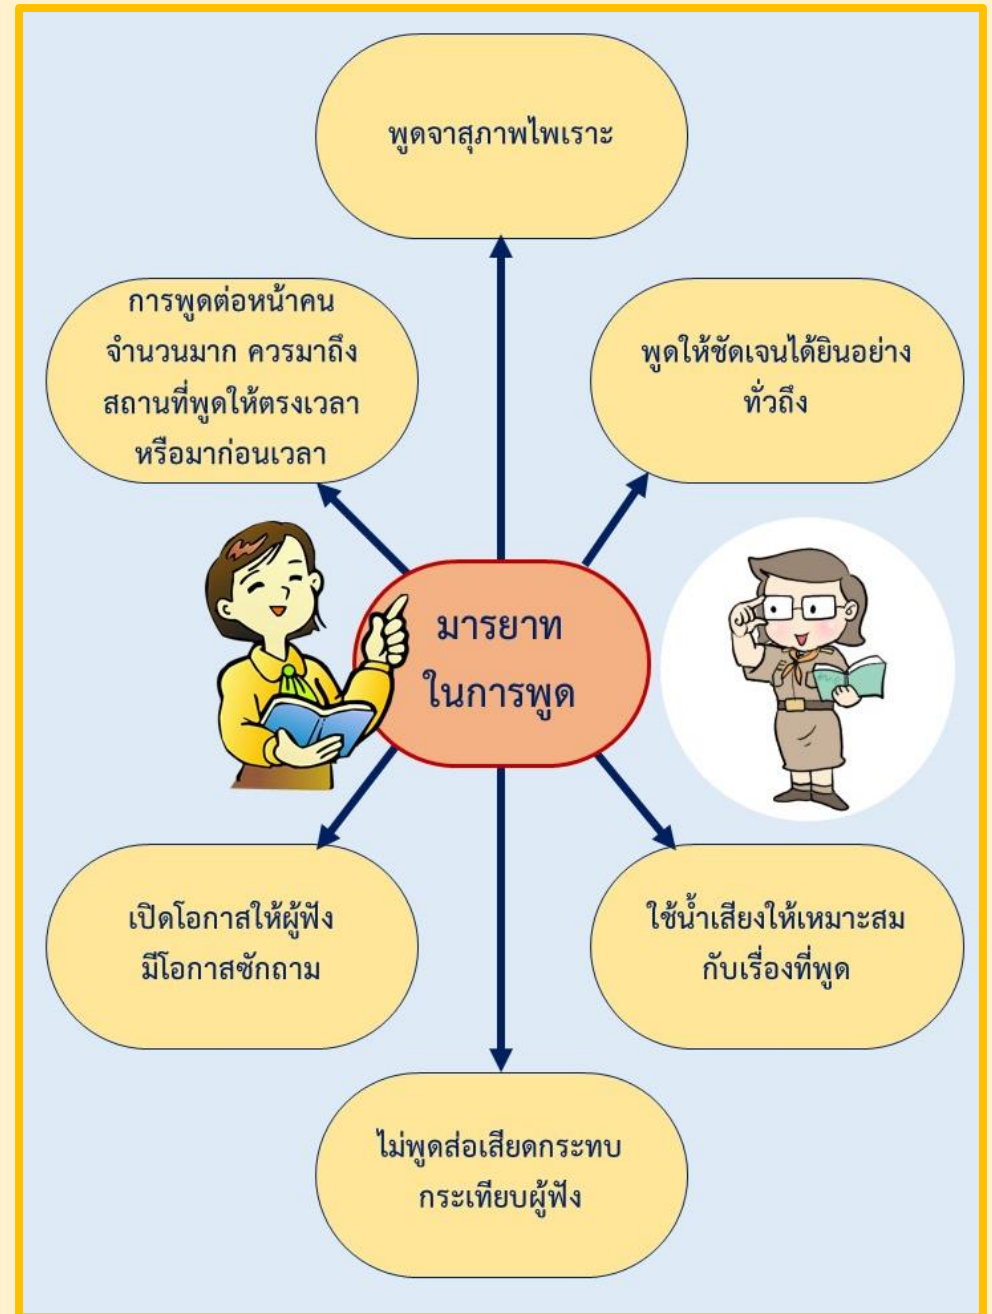 พูดจาสุภาพไพเราะ
การพูดต่อหน้าคน
จำนวนมาก ควรมาถึง
สถานที่พูดให้ตรงเวลา
หรือมาก่อนเวลา
พูดให้ชัดเจนได้ยินอย่าง
ทั่วถึง
มารยาท
ในการพูด
เปิดโอกาสให้ผู้ฟัง
มีโอกาสซักถาม
ใช้น้ำเสียงให้เหมาะสม
กับเรื่องที่พูด
ไม่พูดส่อเสียดกระทบ
กระเทียบผู้ฟัง